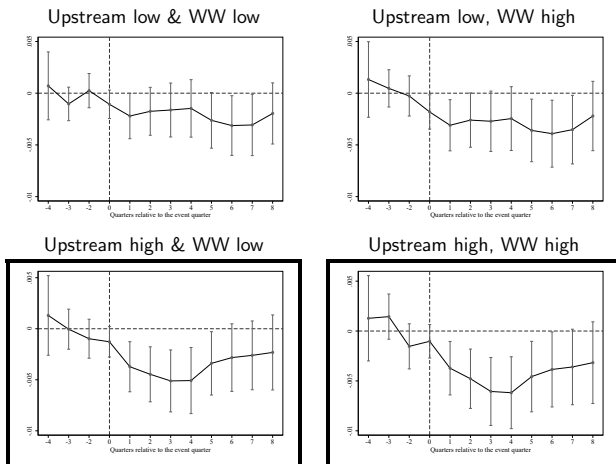 Upstream low & WW low
Upstream low, WW high
.005
0
-.005
-.01
-4 -3 -2 0 1 2 3 4 5 6 7 8
Quarters relative to the event quarter
.005
0
-.005
-.01
-4 -3 -2 0 1 2 3 4 5 6 7 8
Quarters relative to the event quarter
Upstream high & WW low
Upstream high, WW high
.005
0
-.005
-.01
-4 -3 -2 0 1 2 3 4 5 6 7 8
Quarters relative to the event quarter
.005
0
-.005
-.01
-4 -3 -2 0 1 2 3 4 5 6 7 8
Quarters relative to the event quarter